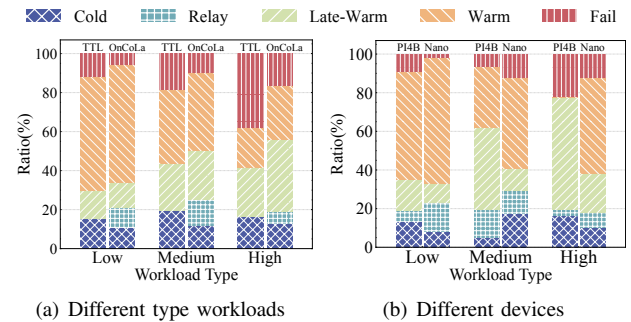 Cold Relay Late-Warm Warm Fail
TTL OnCoLa TTL OnCoLa TTL OnCoLa
100
80
60
40
20
0
Ratio(%)
Low Medium High
Workload Type
(a) Different type workloads
PI4B Nano PI4B Nano PI4B Nano
100
80
60
40
20
0
Ratio(%)
Low Medium High
Workload Type
(b) Different devices